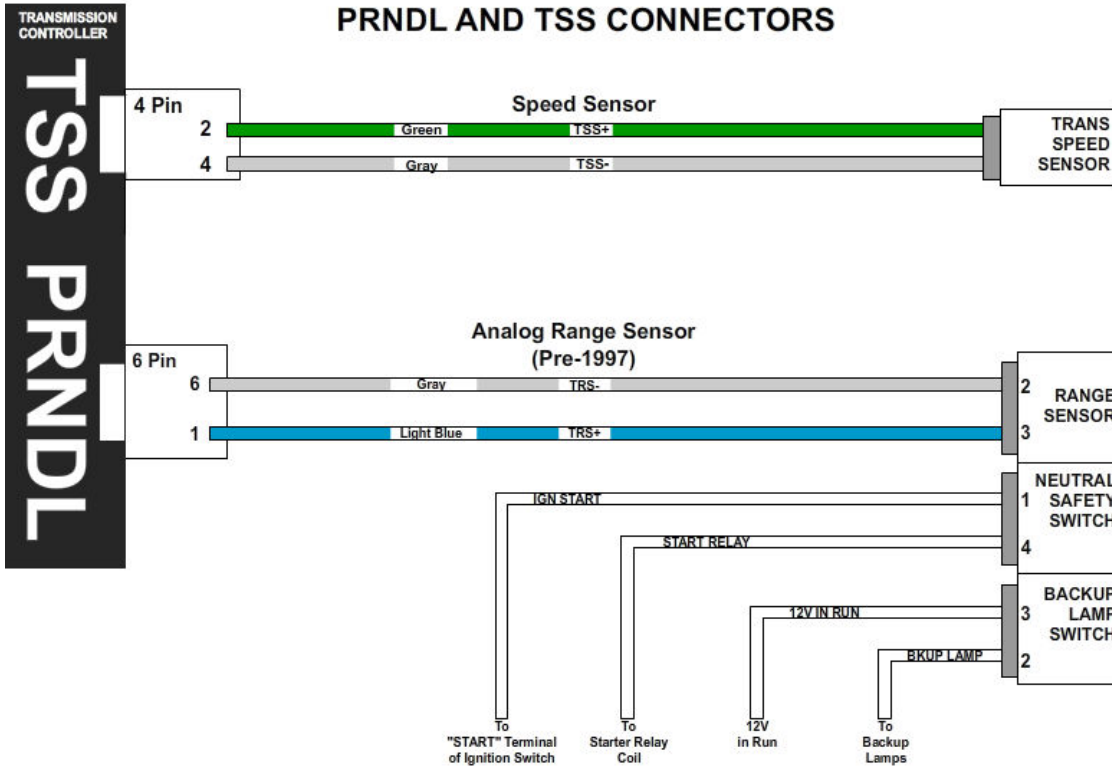 TRANSMISSION
CONTROLLER
PRNDL AND TSS CONNECTORS
TSS PRNDL
4 Pin
Speed Sensor
2
Green
TSS+
4
Gray
TSS-
TRANS
SPEED
SENSOR
Analog Range Sensor
(Pre-1997)
6 Pin
6
Gray
TRS-
2
1
Light Blue
TRS+
3
RANGE
SENSOR
IGN START
1
START RELAY
4
NEUTRAL
SAFETY
SWITCH
12V IN RUN
3
BKUP LAMP
2
BACKUP
LAMP
SWITCH
To
"START" Terminal
of Ignition Switch
To
Starter Relay
Coil
12V
in Run
To
Backup
Lamps